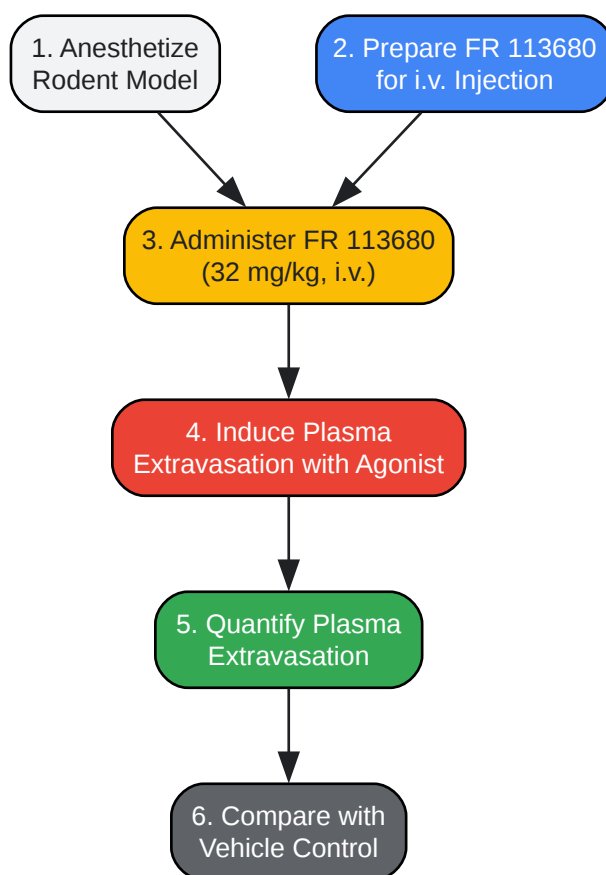 1. Anesthetize
Rodent Model
2. Prepare FR 113680
for i.v. Injection
3. Administer FR 113680
(32 mg/kg, i.v.)
4. Induce Plasma
Extravasation with Agonist
5. Quantify Plasma
Extravasation
6. Compare with
Vehicle Control